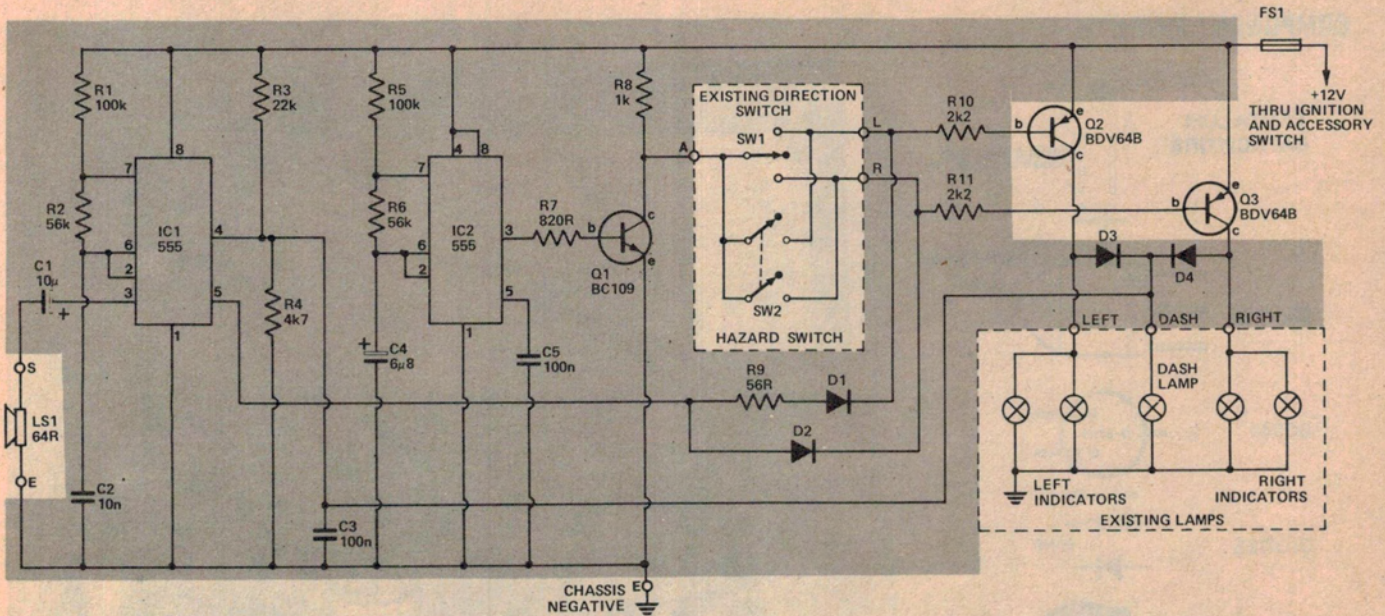 FS1
+12V
THRU IGNITION
AND ACCESSORY
SWITCH
R1
100k
R3
22k
R5
100k
R8
1k
EXISTING DIRECTION
SWITCH
SW1
A
L
R
R10
2k2
R11
2k2
b
e
c
Q2
BDV64B
b
e
c
Q3
BDV64B
8
7
R2
56k
6
2
3
IC1
555
4
5
1
C1
10μ
+
R4
4k7
4 8
7
R6
56k
6
2
IC2
555
3
5
1
R7
820R
b
c
e
Q1
BC109
SW2
HAZARD SWITCH
D3
D4
LEFT
DASH
RIGHT
DASH
LAMP
+
C4
6μ8
C5
100n
R9
56R
D1
D2
S
LS1
64R
E
C2
10n
C3
100n
LEFT
INDICATORS
RIGHT
INDICATORS
EXISTING LAMPS
CHASSIS
NEGATIVE
E